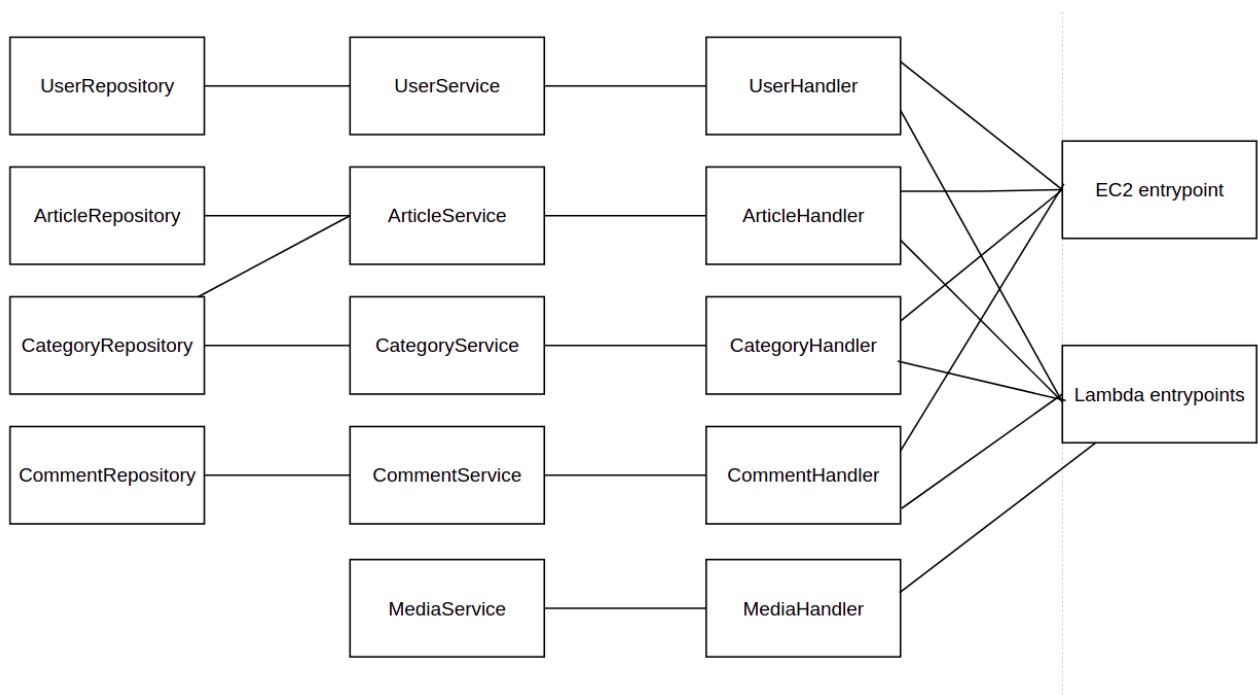 UserRepository
UserService
UserHandler
EC2 entrypoint
ArticleRepository
ArticleService
ArticleHandler
CategoryRepository
CategoryService
CategoryHandler
Lambda entrypoints
CommentRepository
CommentService
CommentHandler
MediaService
MediaHandler